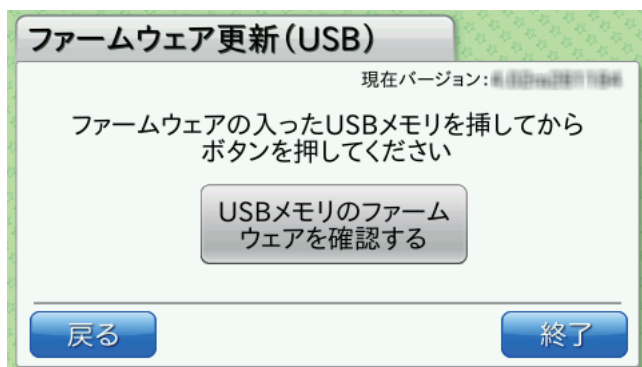 ファームウェア更新(USB)
現在バージョン:
ファームウェアの入ったUSBメモリを挿してから
ボタンを押してください
USBメモリのファーム
ウェアを確認する
戻る
終了